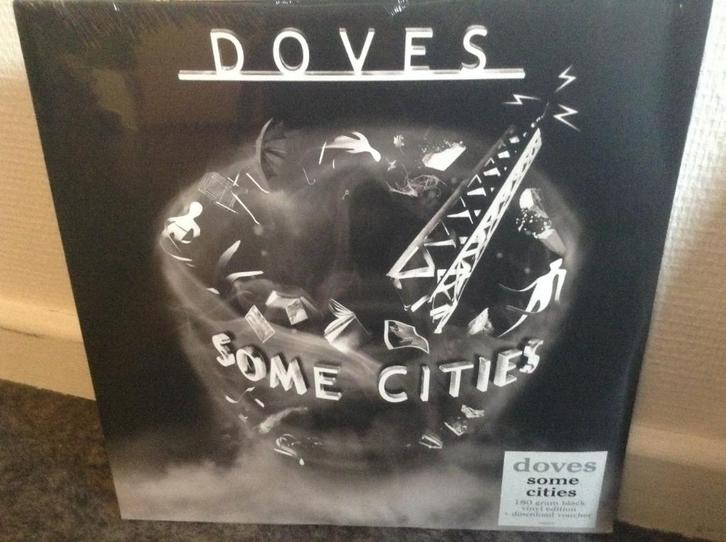 DOVES
SOME CITIES
doves
some
cities
180 gram black
vinyl edition
+ download voucher